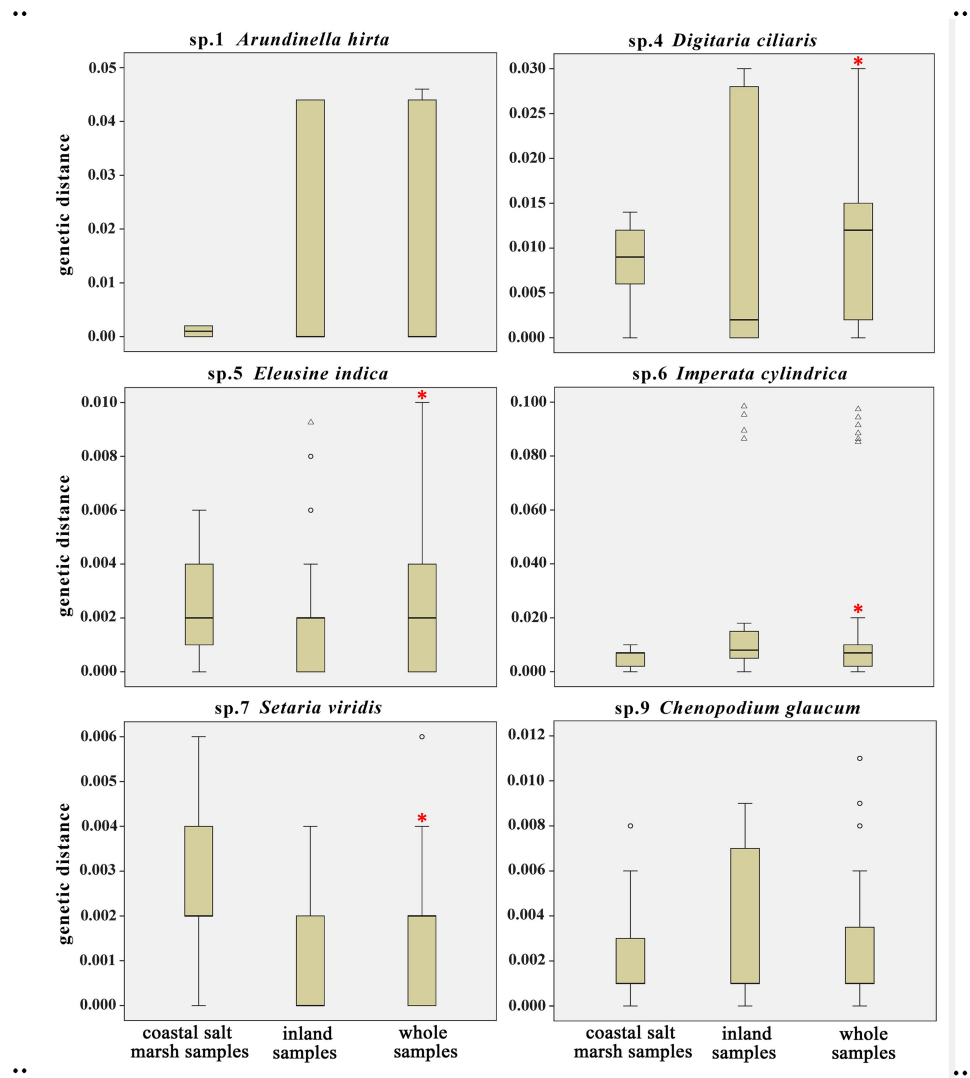 sp.1 Arundinella hirta
genetic distance
0.05
0.04
0.03
0.02
0.01
0.00
sp.4 Digitaria ciliaris
*
0.030
0.025
0.020
0.015
0.010
0.005
0.000
sp.5 Eleusine indica
genetic distance
*
0.010
0.008
0.006
0.004
0.002
0.000
sp.6 Imperata cylindrica
0.100
0.080
0.060
0.040
0.020
0.000
*
sp.7 Setaria viridis
genetic distance
0.006
0.005
0.004
0.003
0.002
0.001
0.000
*
coastal salt
marsh samples
inland
samples
whole
samples
sp.9 Chenopodium glaucum
0.012
0.010
0.008
0.006
0.004
0.002
0.000
coastal salt
marsh samples
inland
samples
whole
samples